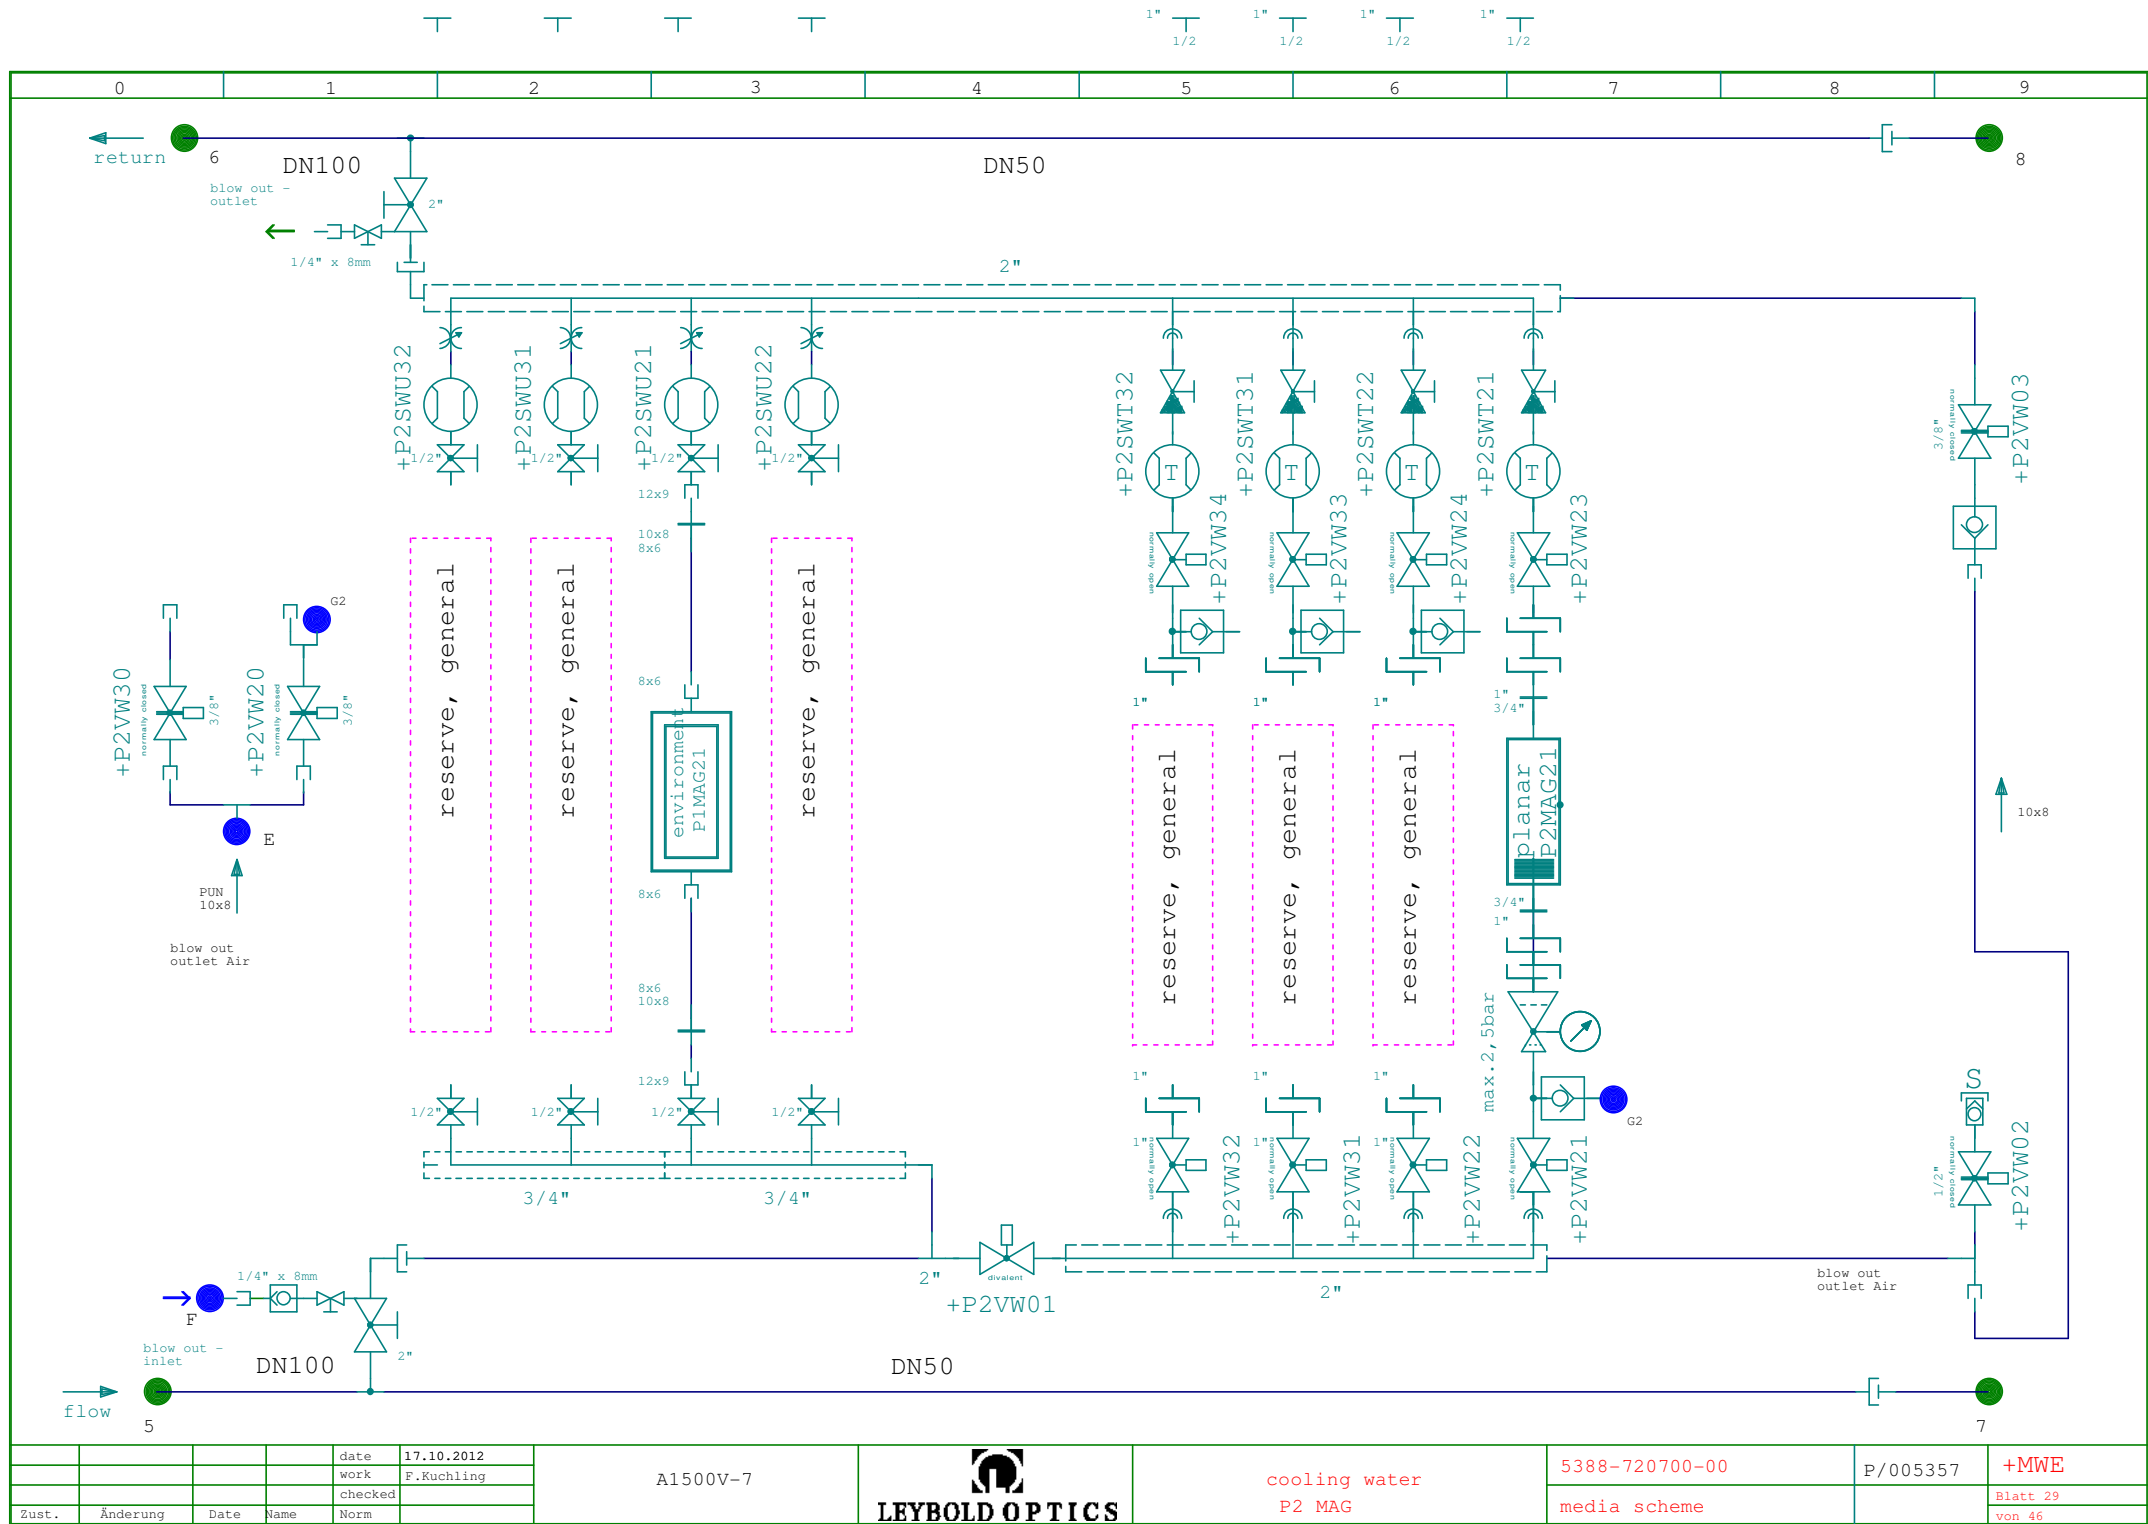 1"
1/2
1"
1/2
1"
1/2
1"
1/2
0 1 2 3 4 5 6 7 8 9
return
6
DN100
DN50
8
blow out -
outlet
2"
1/4" x 8mm
2"
+P2SWU32
1/2"
+P2SWU31
1/2"
+P2SWU21
1/2"
+P2SWU22
1/2"
+P2SWT32
T
+P2SWT31
T
+P2SWT22
T
+P2SWT21
T
+P2VW34
normally open
+P2VW33
normally open
+P2VW24
normally open
+P2VW23
normally open
3/8"
normally closed
+P2VW03
12x9
10x8
8x6
G2
+P2VW30
normally closed
3/8"
+P2VW20
normally closed
3/8"
E
PUN
10x8
blow out
outlet Air
reserve, general
reserve, general
8x6
environment
P1MAG21
8x6
8x6
10x8
12x9
reserve, general
1"
1"
1"
1"
3/4"
reserve, general
reserve, general
reserve, general
planar
P2MAG21
3/4"
1"
10x8
max.2,5bar
G2
1/2"
1/2"
1/2"
1/2"
3/4"
3/4"
1"
1"
1"
1"
normally open
+P2VW32
1"
normally open
+P2VW31
1"
normally open
+P2VW22
normally open
+P2VW21
S
1/2"
normally closed
+P2VW02
1/4" x 8mm
F
blow out -
inlet
2"
2"
divalent
+P2VW01
2"
blow out
outlet Air
DN100
DN50
flow
5
7
date 17.10.2012
work F.Kuchling
checked
Zust. Änderung Date Name Norm
A1500V-7
LEYBOLD OPTICS
cooling water
P2 MAG
5388-720700-00
media scheme
P/005357
+MWE
Blatt 29
von 46